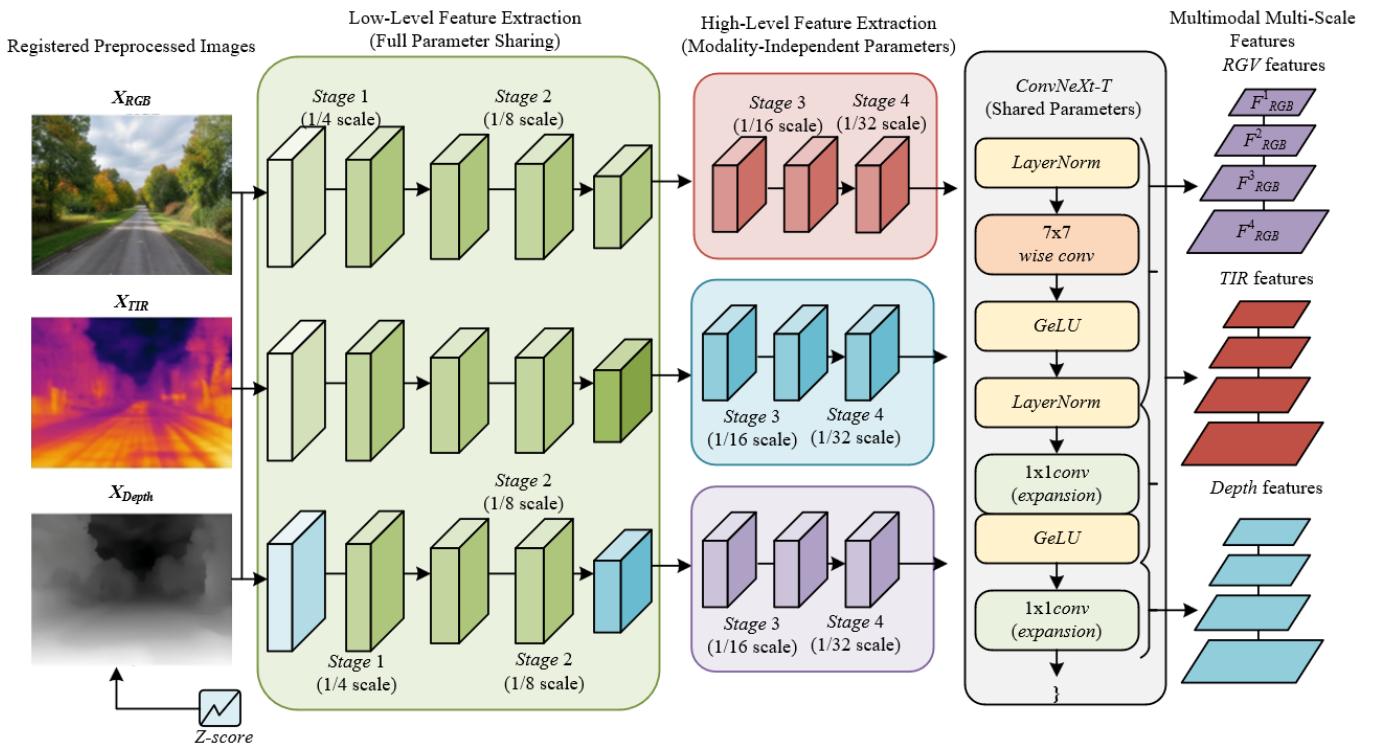 Registered Preprocessed Images
X_RGB
X_TIR
X_Depth
Z-score
Low-Level Feature Extraction
(Full Parameter Sharing)
Stage 1
(1/4 scale)
Stage 2
(1/8 scale)
Stage 2
(1/8 scale)
Stage 1
(1/4 scale)
Stage 2
(1/8 scale)
High-Level Feature Extraction
(Modality-Independent Parameters)
Stage 3
(1/16 scale)
Stage 4
(1/32 scale)
Stage 3
(1/16 scale)
Stage 4
(1/32 scale)
Stage 3
(1/16 scale)
Stage 4
(1/32 scale)
ConvNeXt-T
(Shared Parameters)
LayerNorm
7x7
wise conv
GeLU
LayerNorm
1x1conv
(expansion)
GeLU
1x1conv
(expansion)
}
Multimodal Multi-Scale
Features
RGV features
F^1_RGB
F^2_RGB
F^3_RGB
F^4_RGB
TIR features
Depth features